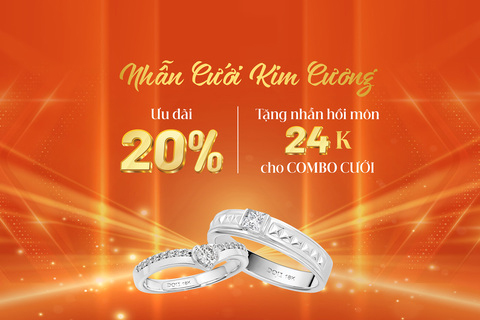 Nhẫn Cưới Kim Cương
Ưu đãi
20%
Tặng nhẫn hồi môn
24K
cho COMBO CƯỚI